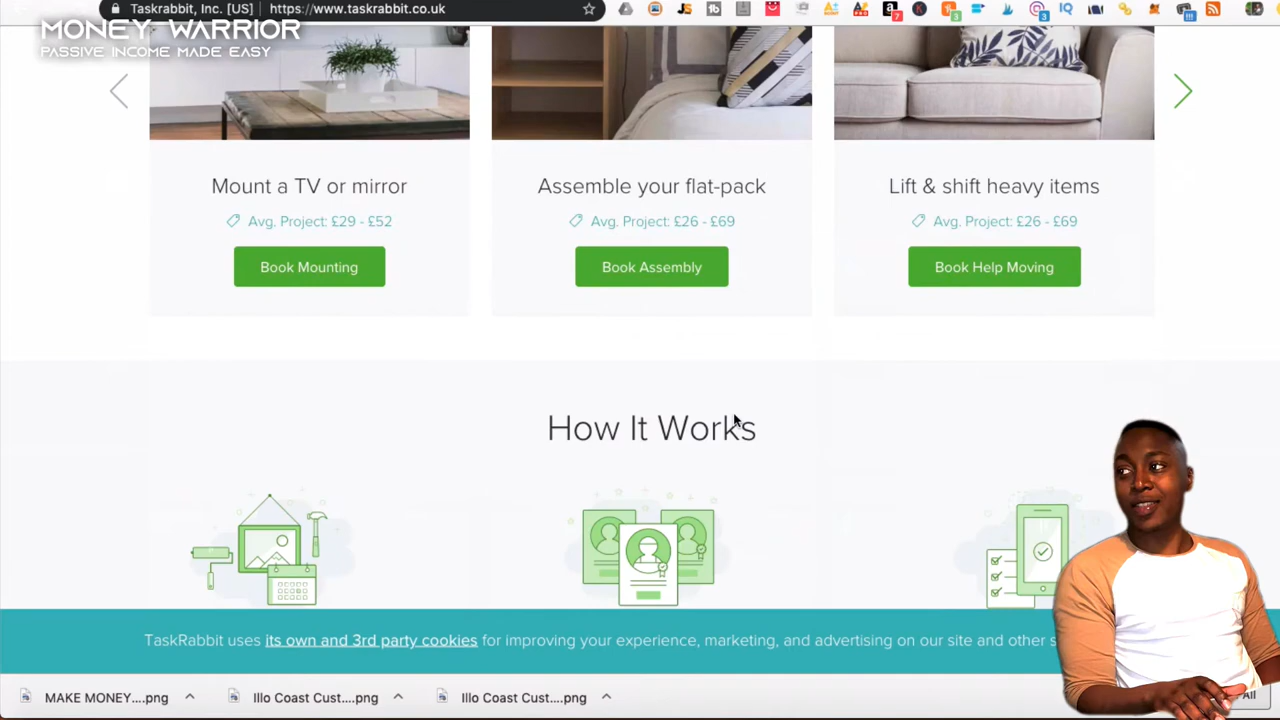 Taskrabbit, Inc. [US] | https://www.taskrabbit.co.uk
MONEY WARRIOR
PASSIVE INCOME MADE EASY
Mount a TV or mirror
Avg. Project: £29 - £52
Book Mounting
Assemble your flat-pack
Avg. Project: £26 - £69
Book Assembly
Lift & shift heavy items
Avg. Project: £26 - £69
Book Help Moving
How It Works
TaskRabbit uses its own and 3rd party cookies for improving your experience, marketing, and advertising on our site and other
MAKE MONEY....png
Illo Coast Cust....png
Illo Coast Cust....png
All